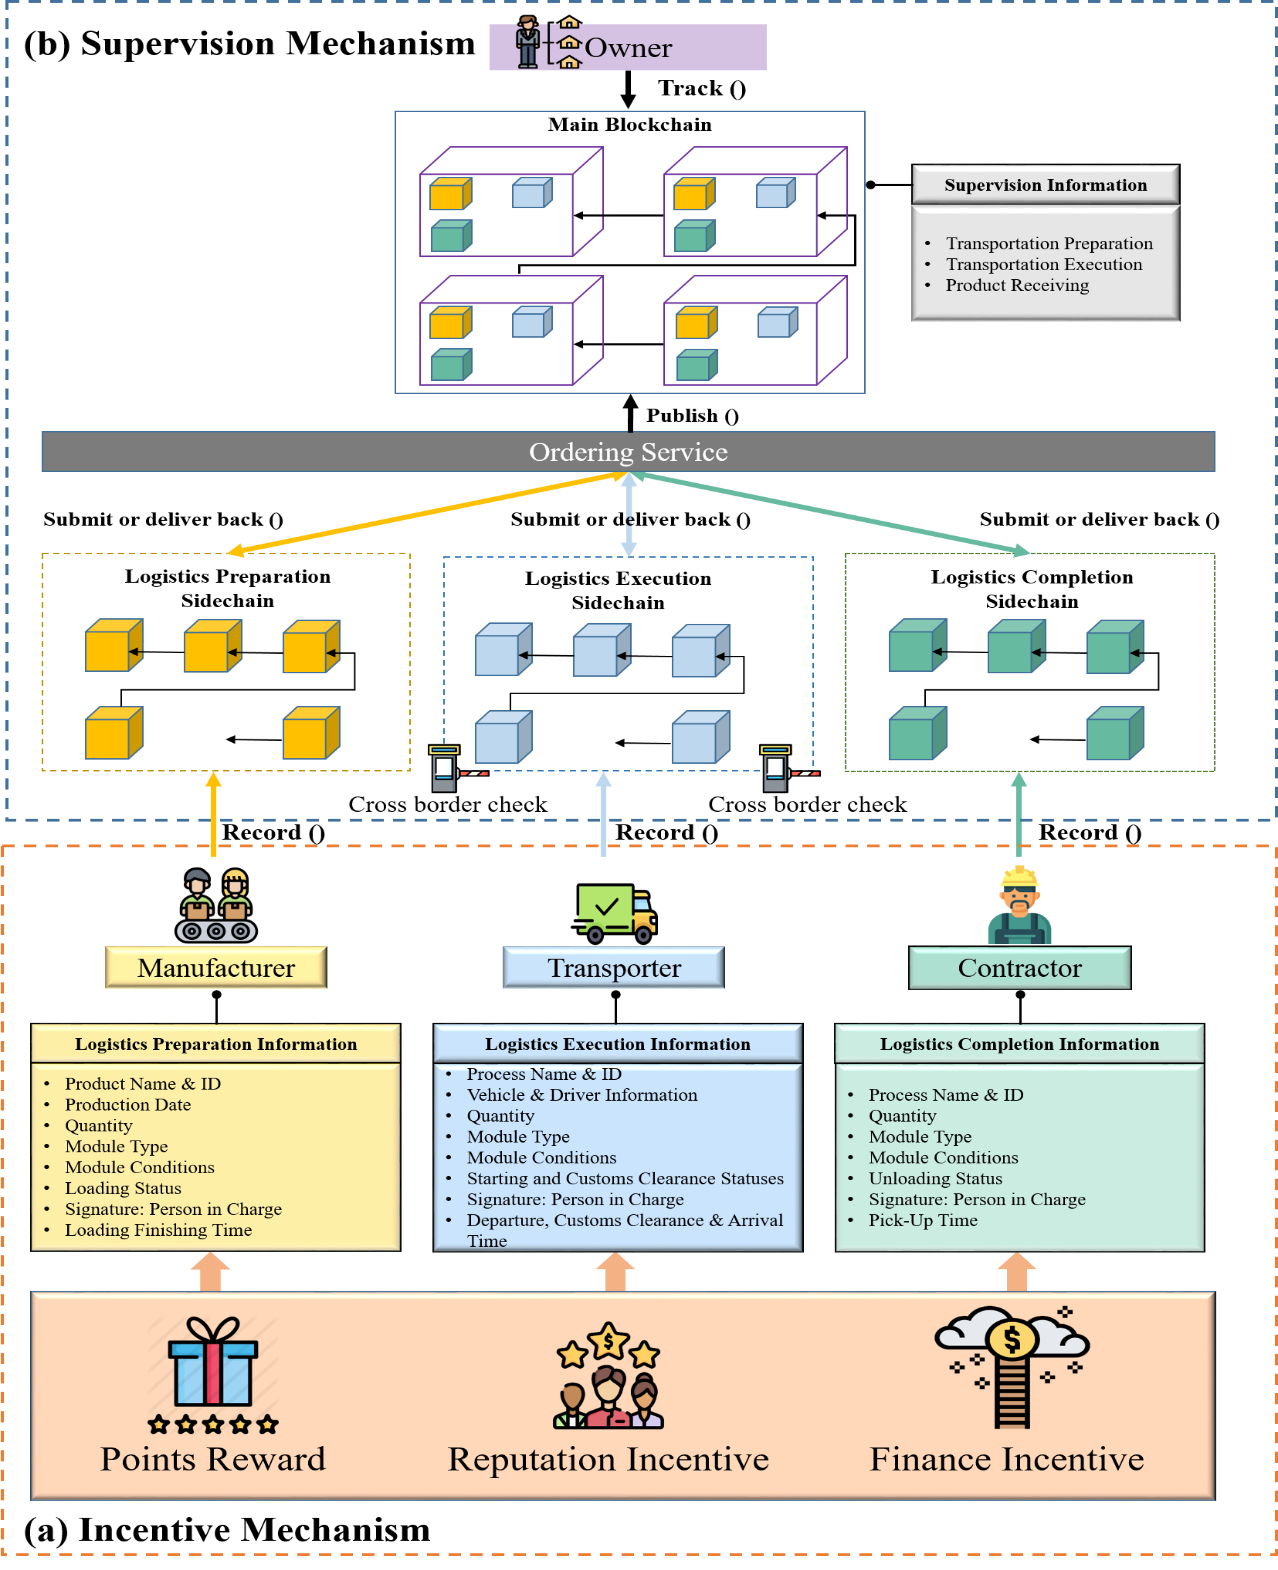 (b) Supervision Mechanism
Owner
Track ()
Main Blockchain
Supervision Information
• Transportation Preparation
• Transportation Execution
• Product Receiving
Publish ()
Ordering Service
Submit or deliver back ()
Submit or deliver back ()
Submit or deliver back ()
Logistics Preparation
Sidechain
Logistics Execution
Sidechain
Logistics Completion
Sidechain
Cross border check
Cross border check
Record ()
Record ()
Record ()
Manufacturer
Transporter
Contractor
Logistics Preparation Information
• Product Name & ID
• Production Date
• Quantity
• Module Type
• Module Conditions
• Loading Status
• Signature: Person in Charge
• Loading Finishing Time
Logistics Execution Information
• Process Name & ID
• Vehicle & Driver Information
• Quantity
• Module Type
• Module Conditions
• Starting and Customs Clearance Statuses
• Signature: Person in Charge
• Departure, Customs Clearance & Arrival
Time
Logistics Completion Information
• Process Name & ID
• Quantity
• Module Type
• Module Conditions
• Unloading Status
• Signature: Person in Charge
• Pick-Up Time
$
$
Points Reward
Reputation Incentive
Finance Incentive
(a) Incentive Mechanism